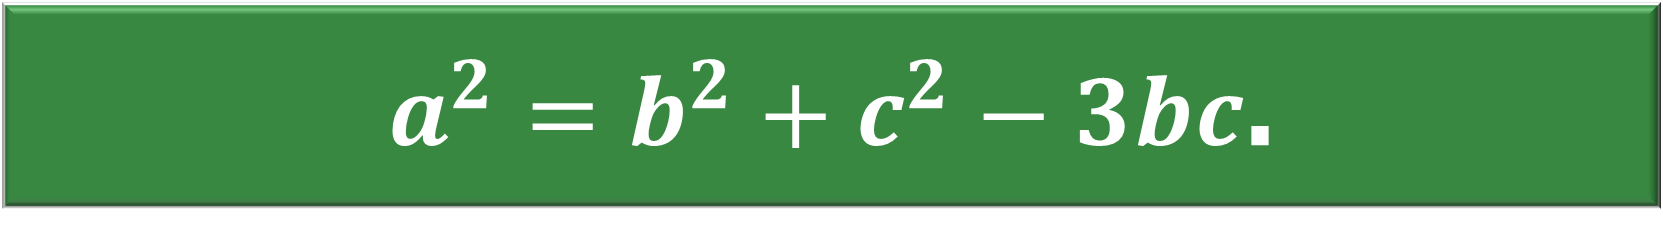 a² = b² + c² − 3bc.